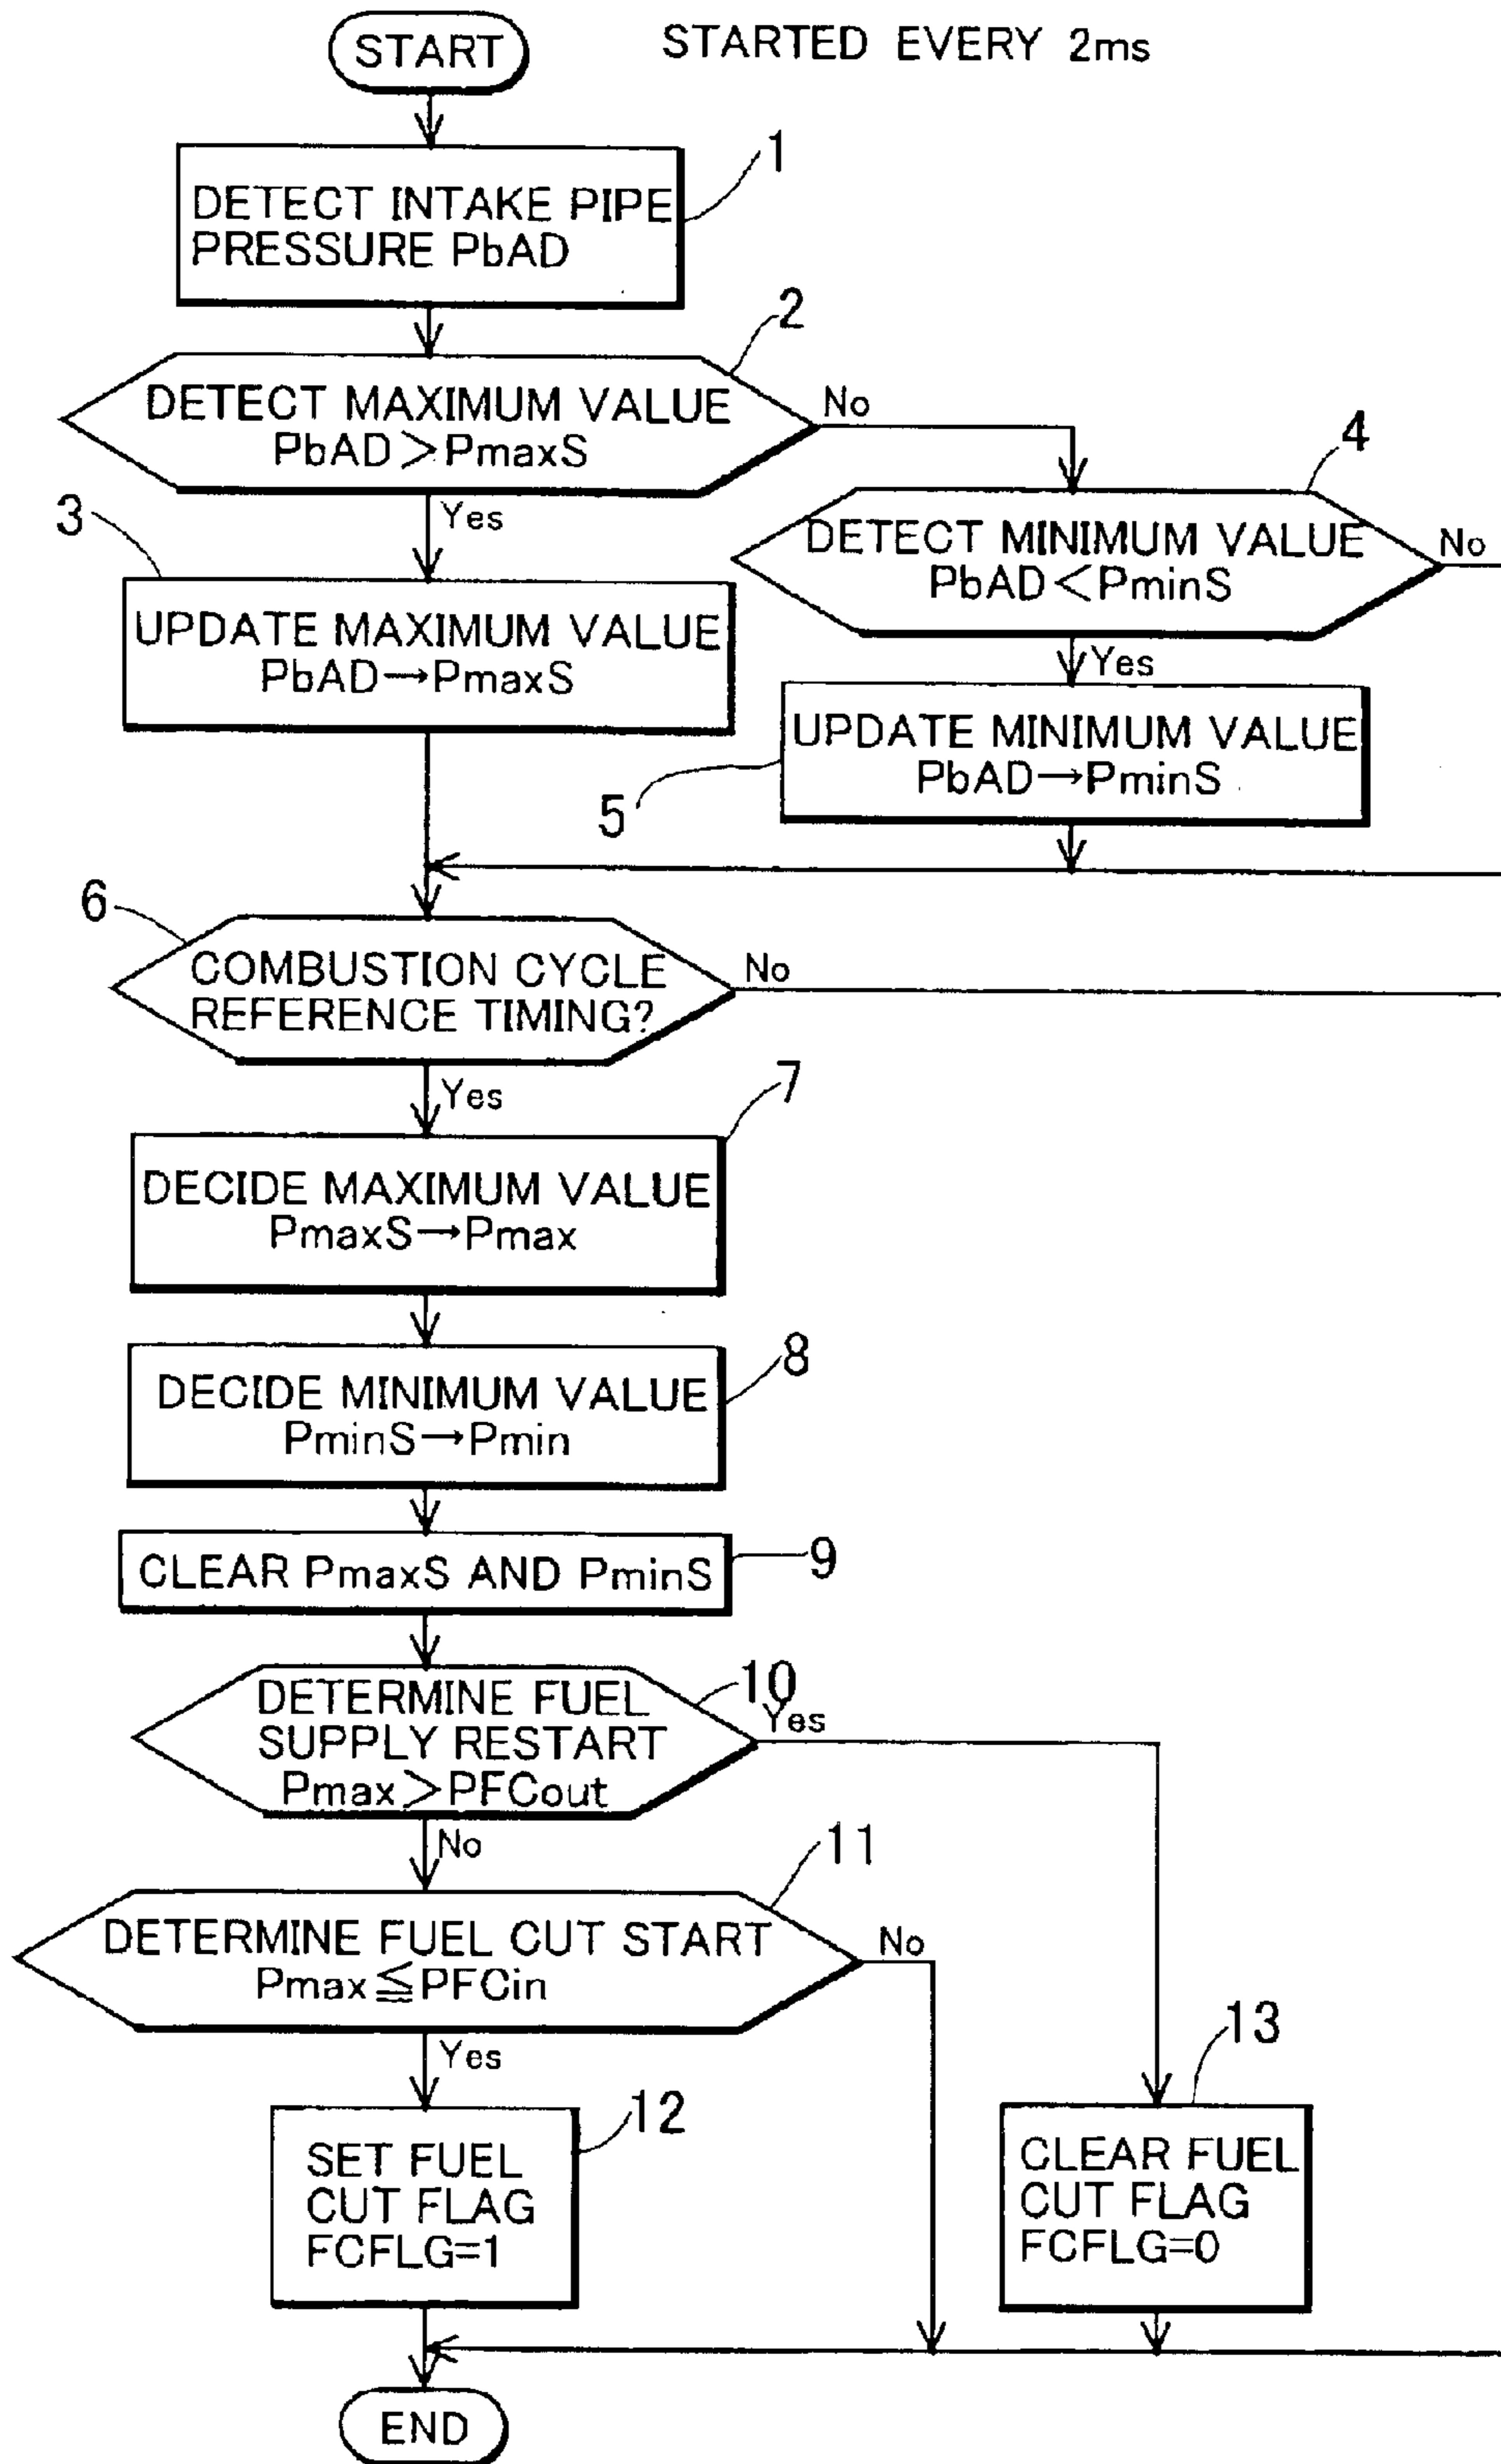 START
STARTED EVERY 2ms
1
DETECT INTAKE PIPE
PRESSURE PbAD
2
DETECT MAXIMUM VALUE
PbAD>PmaxS
No
Yes
4
DETECT MINIMUM VALUE
PbAD<PminS
No
Yes
3
UPDATE MAXIMUM VALUE
PbAD→PmaxS
UPDATE MINIMUM VALUE
PbAD→PminS
5
6
COMBUSTION CYCLE
REFERENCE TIMING?
No
Yes
7
DECIDE MAXIMUM VALUE
PmaxS→Pmax
8
DECIDE MINIMUM VALUE
PminS→Pmin
CLEAR PmaxS AND PminS
9
10
DETERMINE FUEL
SUPPLY RESTART
Pmax>PFCout
Yes
No
11
DETERMINE FUEL CUT START
Pmax≦PFCin
No
Yes
12
SET FUEL
CUT FLAG
FCFLG=1
13
CLEAR FUEL
CUT FLAG
FCFLG=0
END